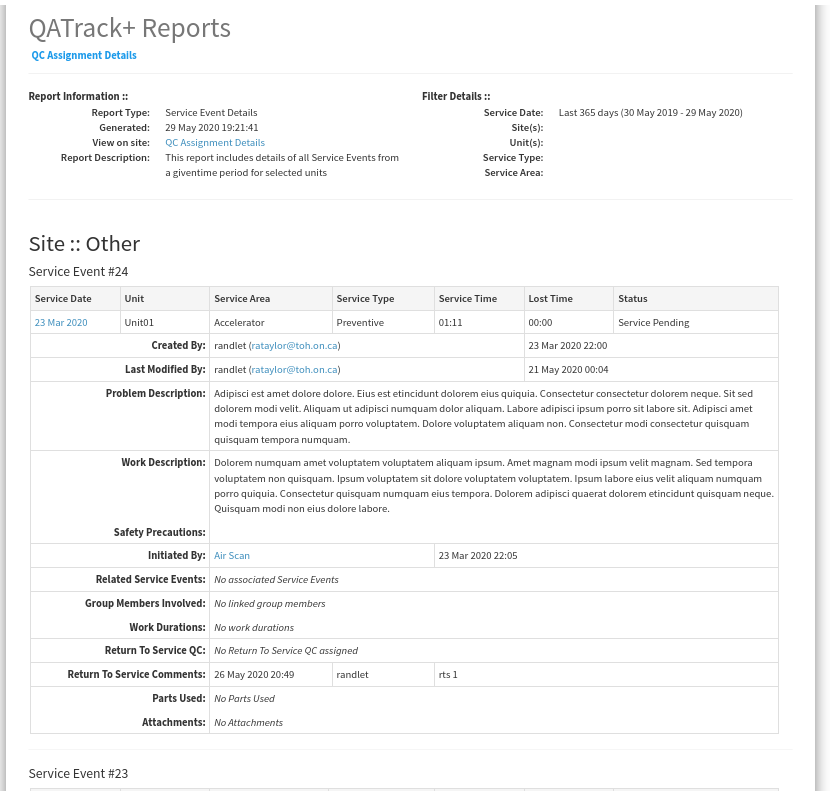 QATrack+ Reports
QC Assignment Details
Report Information ::
Report Type: Service Event Details
Generated: 29 May 2020 19:21:41
View on site: QC Assignment Details
Report Description: This report includes details of all Service Events from
a giventime period for selected units
Filter Details ::
Service Date: Last 365 days (30 May 2019 - 29 May 2020)
Site(s):
Unit(s):
Service Type:
Service Area:
Site :: Other
Service Event #24
Service Date Unit Service Area Service Type Service Time Lost Time Status
23 Mar 2020 Unit01 Accelerator Preventive 01:11 00:00 Service Pending
Created By: randlet (rataylor@toh.on.ca) 23 Mar 2020 22:00
Last Modified By: randlet (rataylor@toh.on.ca) 21 May 2020 00:04
Problem Description: Adipisci est amet dolore dolore. Eius est etincidunt dolorem eius quiquia. Consectetur consectetur dolorem neque. Sit sed
dolorem modi velit. Aliquam ut adipisci numquam dolor aliquam. Labore adipisci ipsum porro sit labore sit. Adipisci amet
modi tempora eius aliquam porro voluptatem. Dolore voluptatem aliquam non. Consectetur modi consectetur quisquam
quisquam tempora numquam.
Work Description: Dolorem numquam amet voluptatem voluptatem aliquam ipsum. Amet magnam modi ipsum velit magnam. Sed tempora
voluptatem non quisquam. Ipsum voluptatem sit dolore voluptatem voluptatem. Ipsum labore eius velit aliquam numquam
porro quiquia. Consectetur quisquam numquam eius tempora. Dolorem adipisci quaerat dolorem etincidunt quisquam neque.
Quisquam modi non eius dolore labore.
Safety Precautions:
Initiated By: Air Scan 23 Mar 2020 22:05
Related Service Events: No associated Service Events
Group Members Involved: No linked group members
Work Durations: No work durations
Return To Service QC: No Return To Service QC assigned
Return To Service Comments: 26 May 2020 20:49 randlet rts 1
Parts Used: No Parts Used
Attachments: No Attachments
Service Event #23